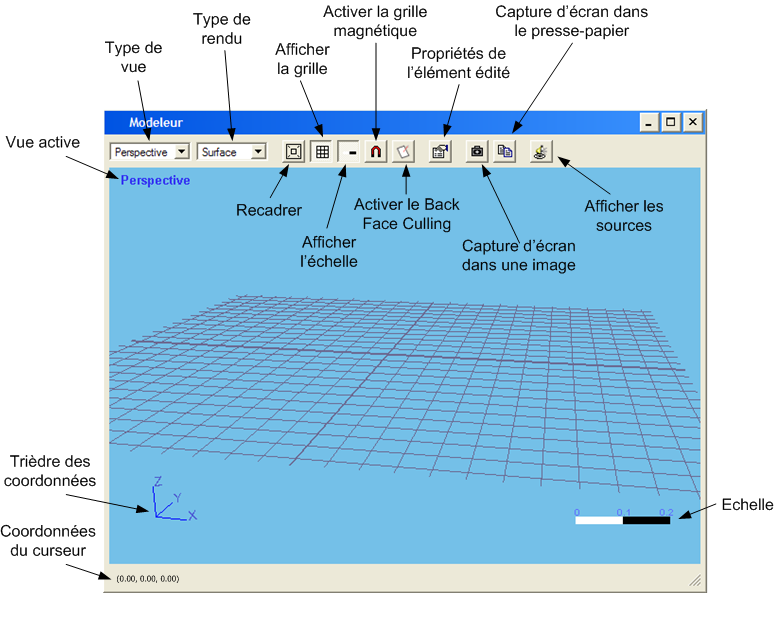 Activer la grille
magnétique
Capture d'écran dans
le presse-papier
Type de
rendu
Type de
vue
Afficher
la grille
Propriétés de
l'élément édité
Modeleur
Vue active
Perspective
Surface
Perspective
Recadrer
Activer le Back
Face Culling
Afficher les
sources
Afficher
l'échelle
Capture d'écran
dans une image
Trièdre des
coordonnées
Z
Y
X
Echelle
0 0.1 0.2
Coordonnées
du curseur
(0.00, 0.00, 0.00)